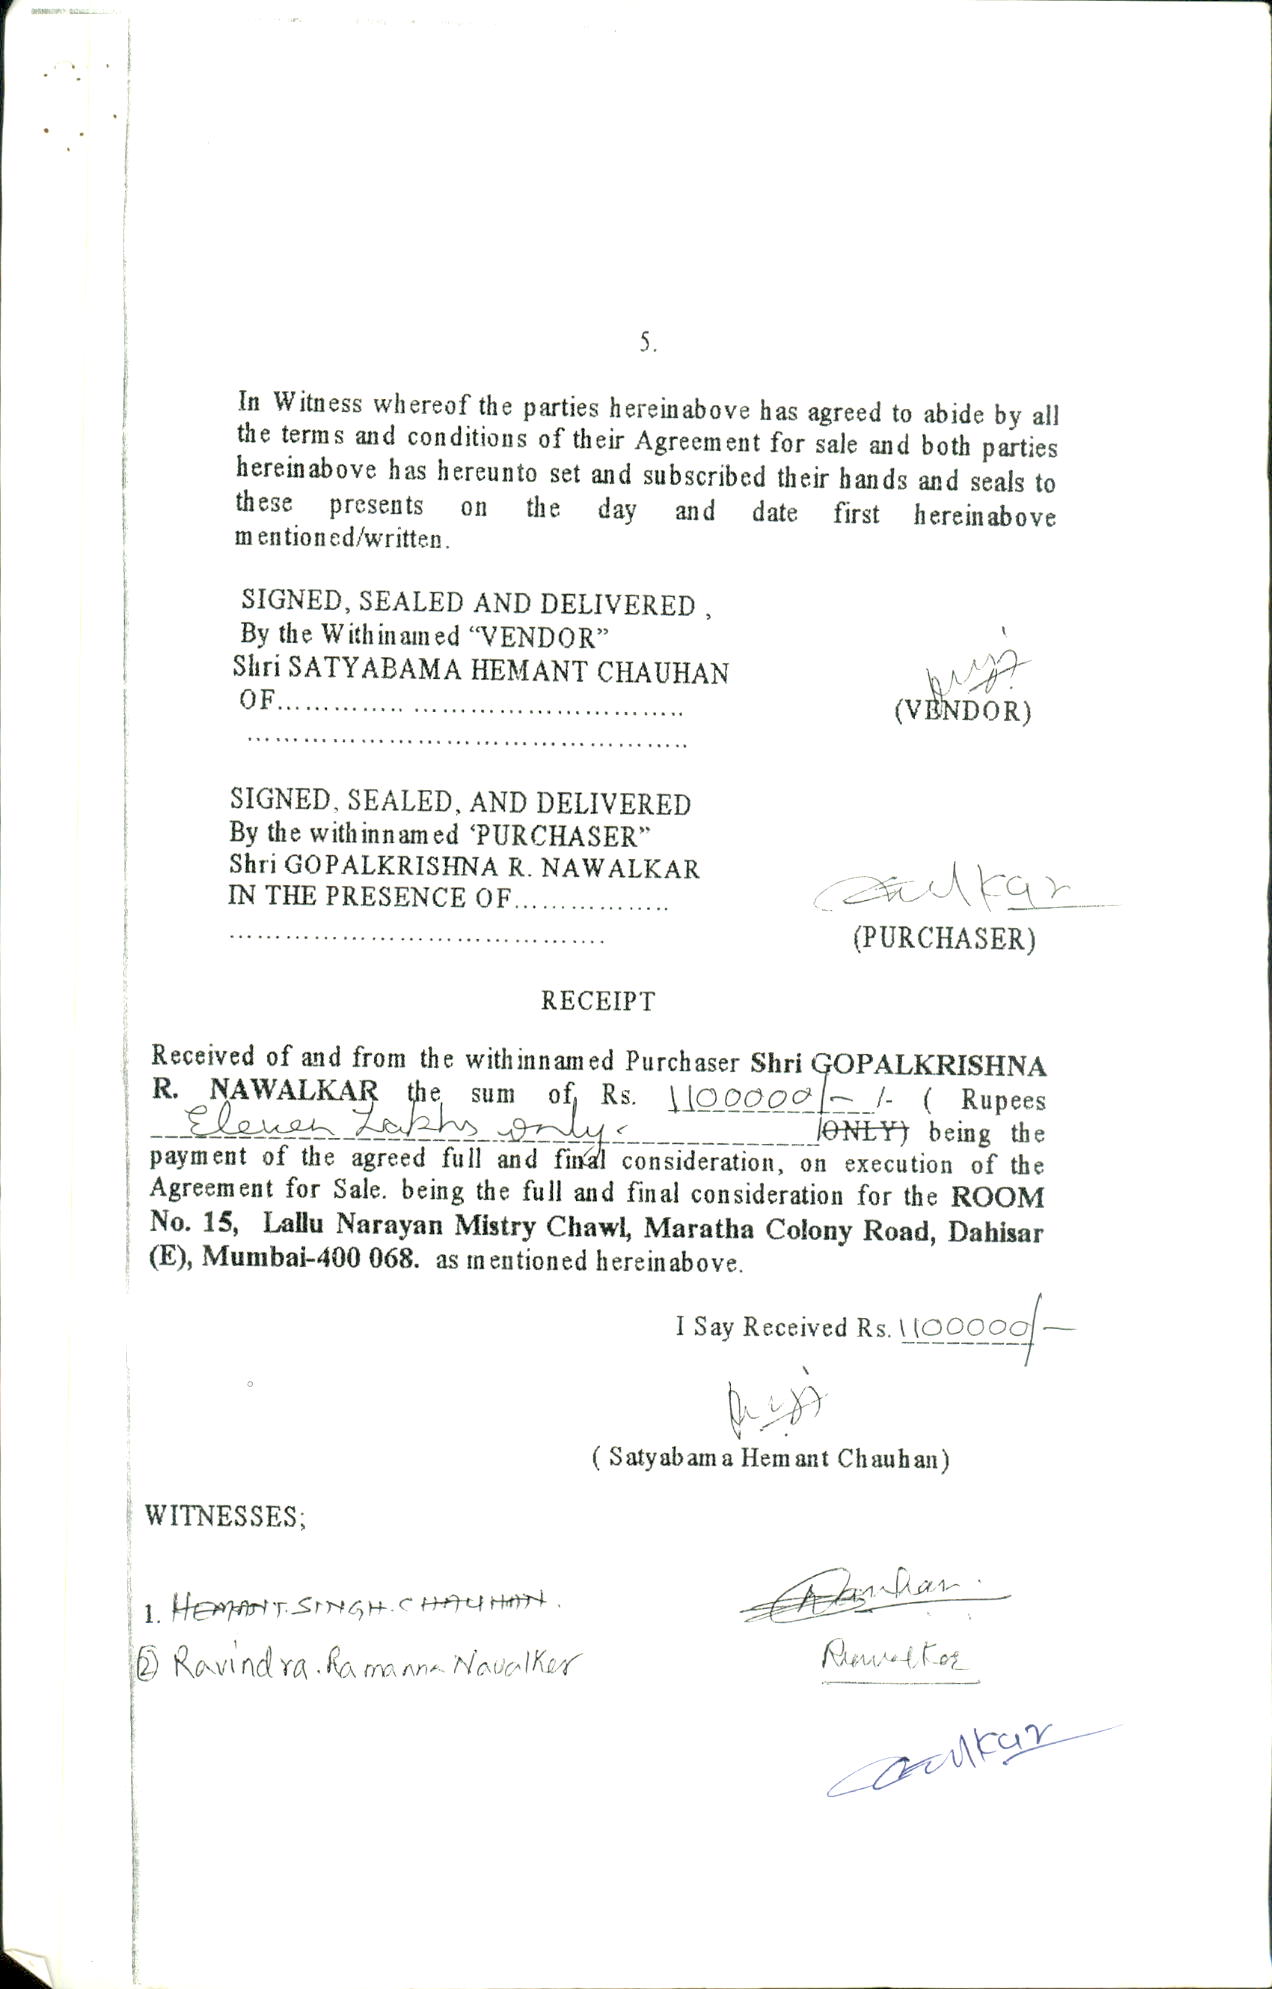 5.
In Witness whereof the parties hereinabove has agreed to abide by all
the terms and conditions of their Agreement for sale and both parties
hereinabove has hereunto set and subscribed their hands and seals to
these presents on the day and date first hereinabove
mentioned/written.
SIGNED, SEALED AND DELIVERED ,
By the Withinamed “VENDOR”
Shri SATYABAMA HEMANT CHAUHAN
OF.............. ..............................
..................................................
(VENDOR)
SIGNED, SEALED, AND DELIVERED
By the withinnamed ‘PURCHASER”
Shri GOPALKRISHNA R. NAWALKAR
IN THE PRESENCE OF.................
.........................................
(PURCHASER)
RECEIPT
Received of and from the withinnamed Purchaser Shri GOPALKRISHNA
R. NAWALKAR the sum of Rs. 1100000/- /- ( Rupees
Eleven Lakhs only. /ONLY) being the
payment of the agreed full and final consideration, on execution of the
Agreement for Sale. being the full and final consideration for the ROOM
No. 15, Lallu Narayan Mistry Chawl, Maratha Colony Road, Dahisar
(E), Mumbai-400 068. as mentioned hereinabove.
I Say Received Rs. 1100000/-
( Satyabama Hemant Chauhan)
WITNESSES;
1. HEMANT. SINGH. CHAUHAN.
② Ravindra. Ramanna Navalker